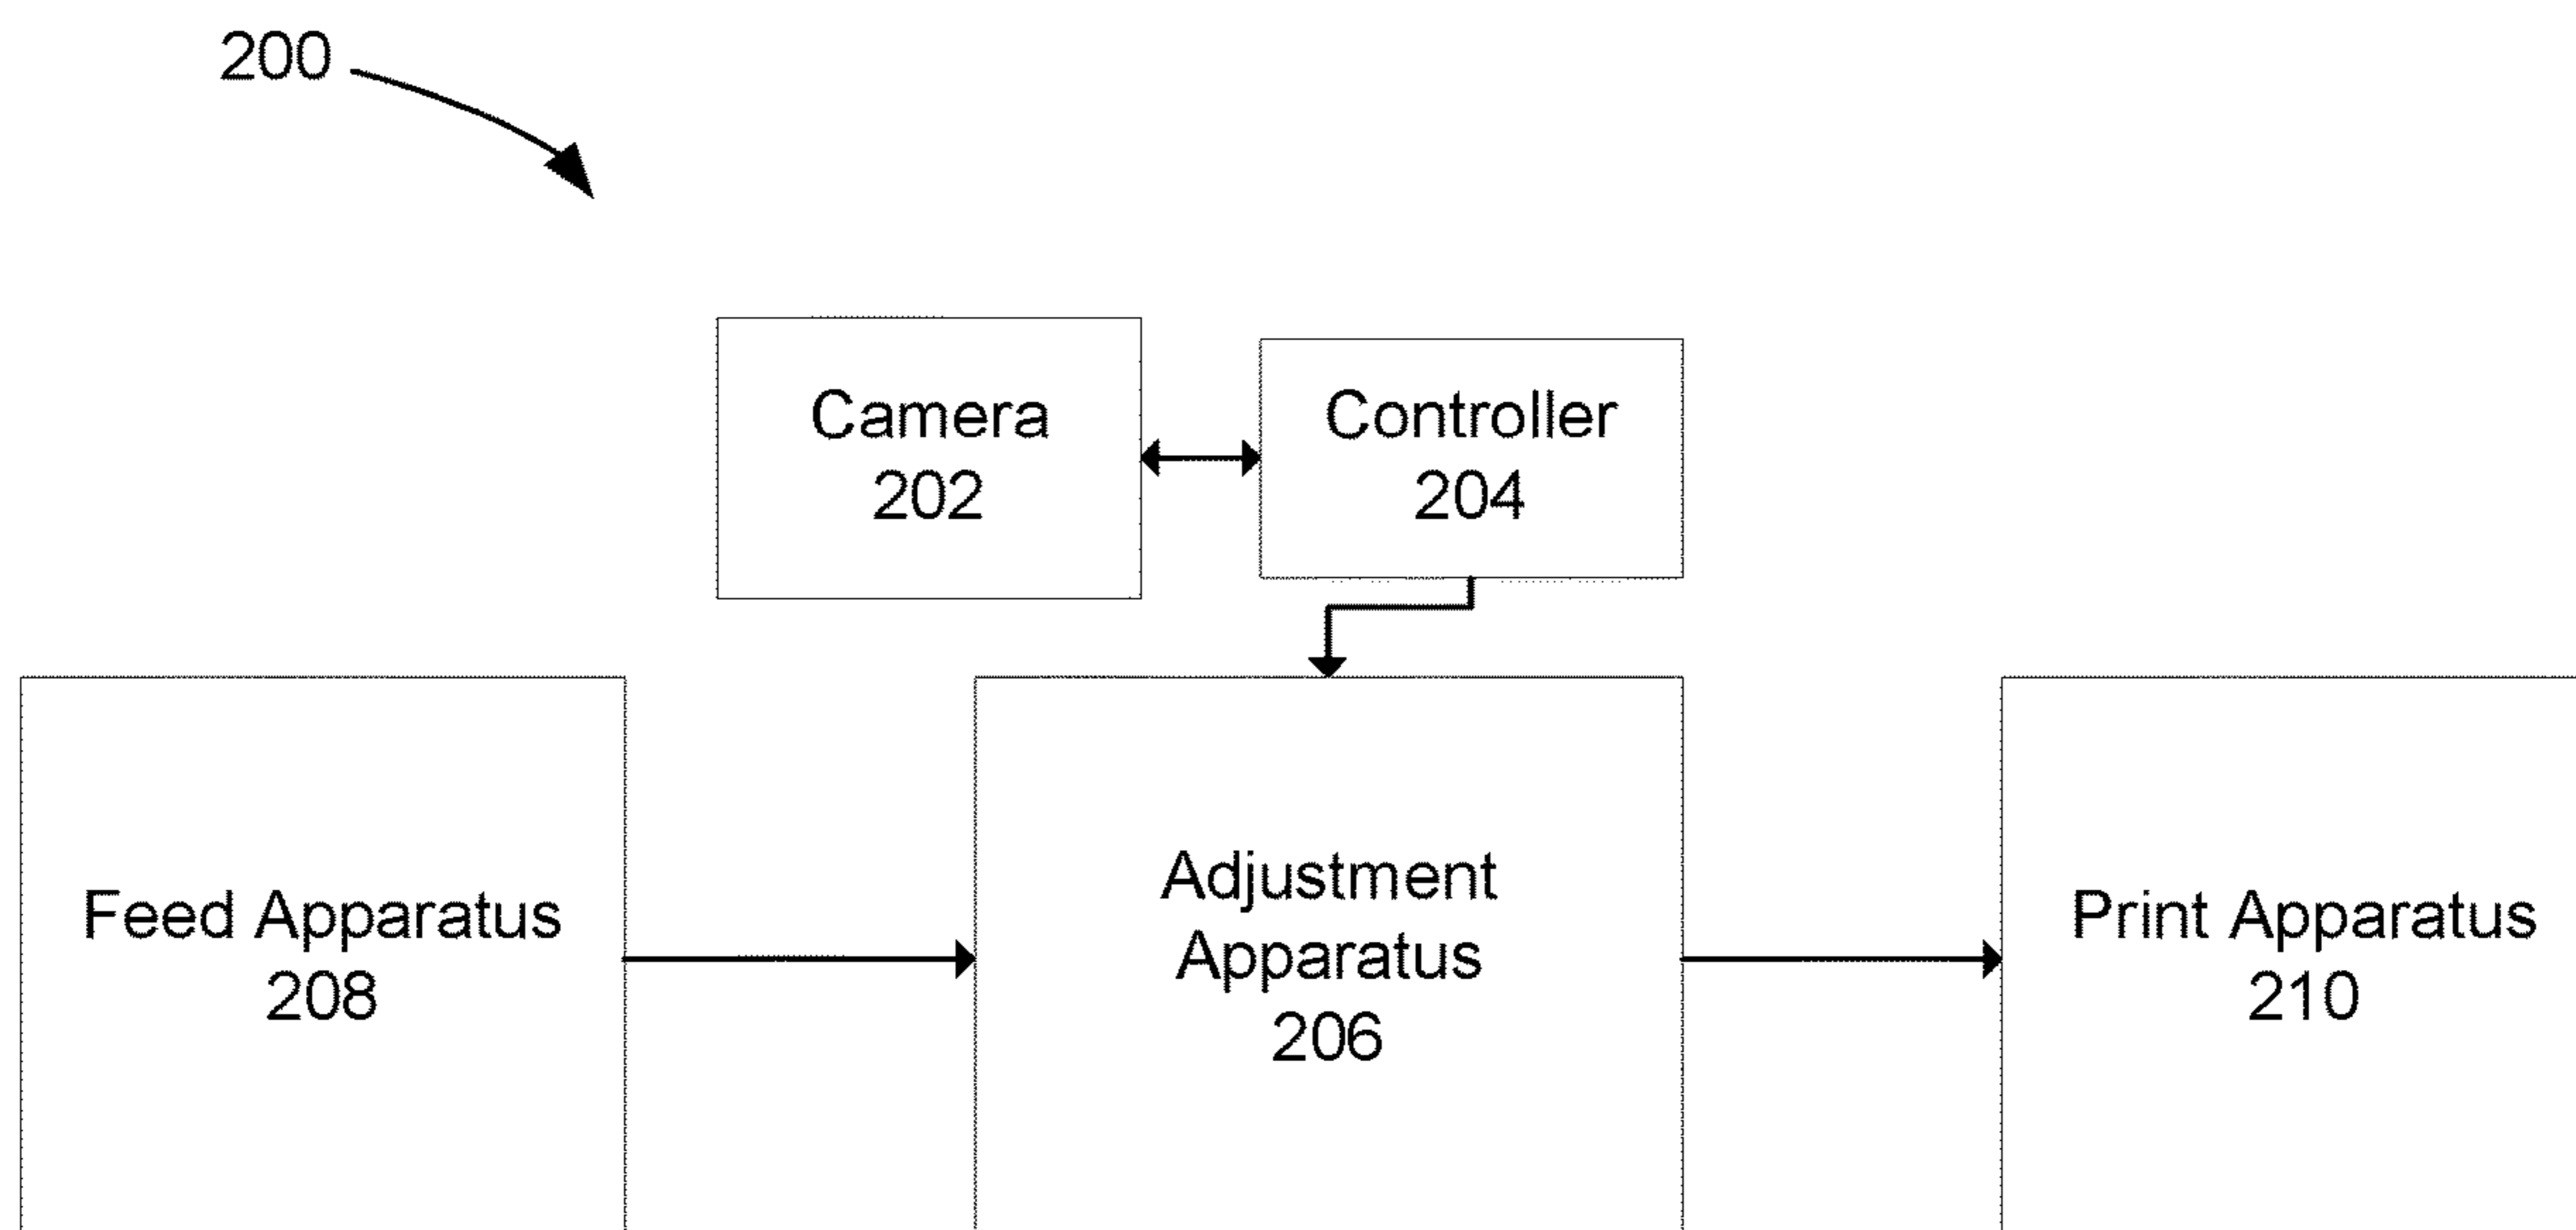 200
Camera
202
Controller
204
Feed Apparatus
208
Adjustment
Apparatus
206
Print Apparatus
210